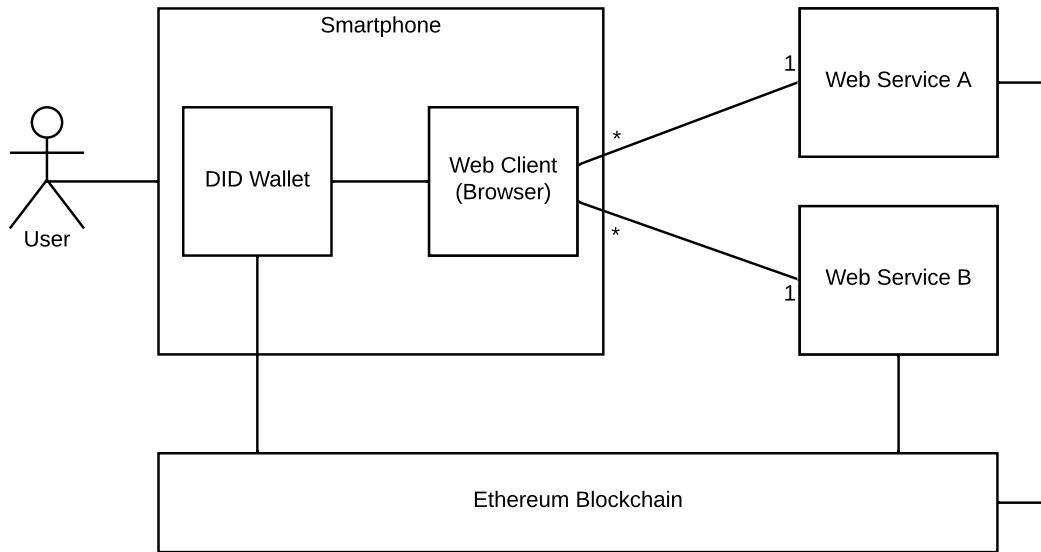 Smartphone
1
Web Service A
*
Web Client
(Browser)
DID Wallet
User
*
1
Web Service B
Ethereum Blockchain